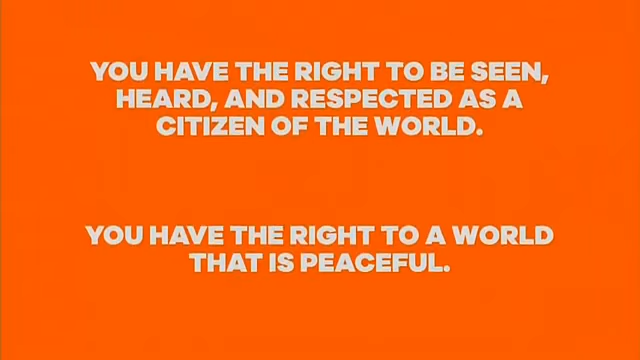 YOU HAVE THE RIGHT TO BE SEEN,
HEARD, AND RESPECTED AS A
CITIZEN OF THE WORLD.
YOU HAVE THE RIGHT TO A WORLD
THAT IS PEACEFUL.